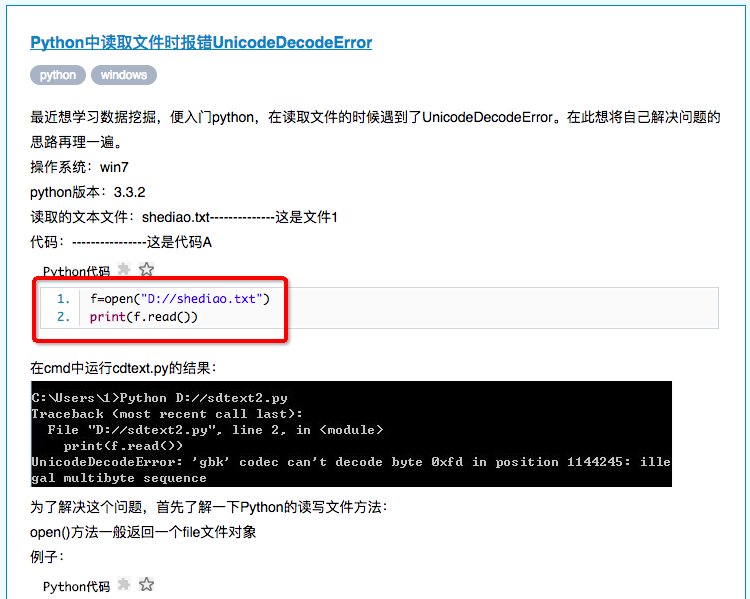 Python中读取文件时报错UnicodeDecodeError
python windows
最近想学习数据挖掘，便入门python，在读取文件的时候遇到了UnicodeDecodeError。在此想将自己解决问题的
思路再理一遍。
操作系统：win7
python版本：3.3.2
读取的文本文件：shediao.txt--------------这是文件1
代码：----------------这是代码A
Python代码
1. f=open("D://shediao.txt")
2. print(f.read())
在cmd中运行cdtext.py的结果：
C:\Users\1>Python D://sdtext2.py
Traceback (most recent call last):
File "D://sdtext2.py", line 2, in <module>
print(f.read())
UnicodeDecodeError: 'gbk' codec can't decode byte 0xfd in position 1144245: ille
gal multibyte sequence
为了解决这个问题，首先了解一下Python的读写文件方法：
open()方法一般返回一个file文件对象
例子：
Python代码